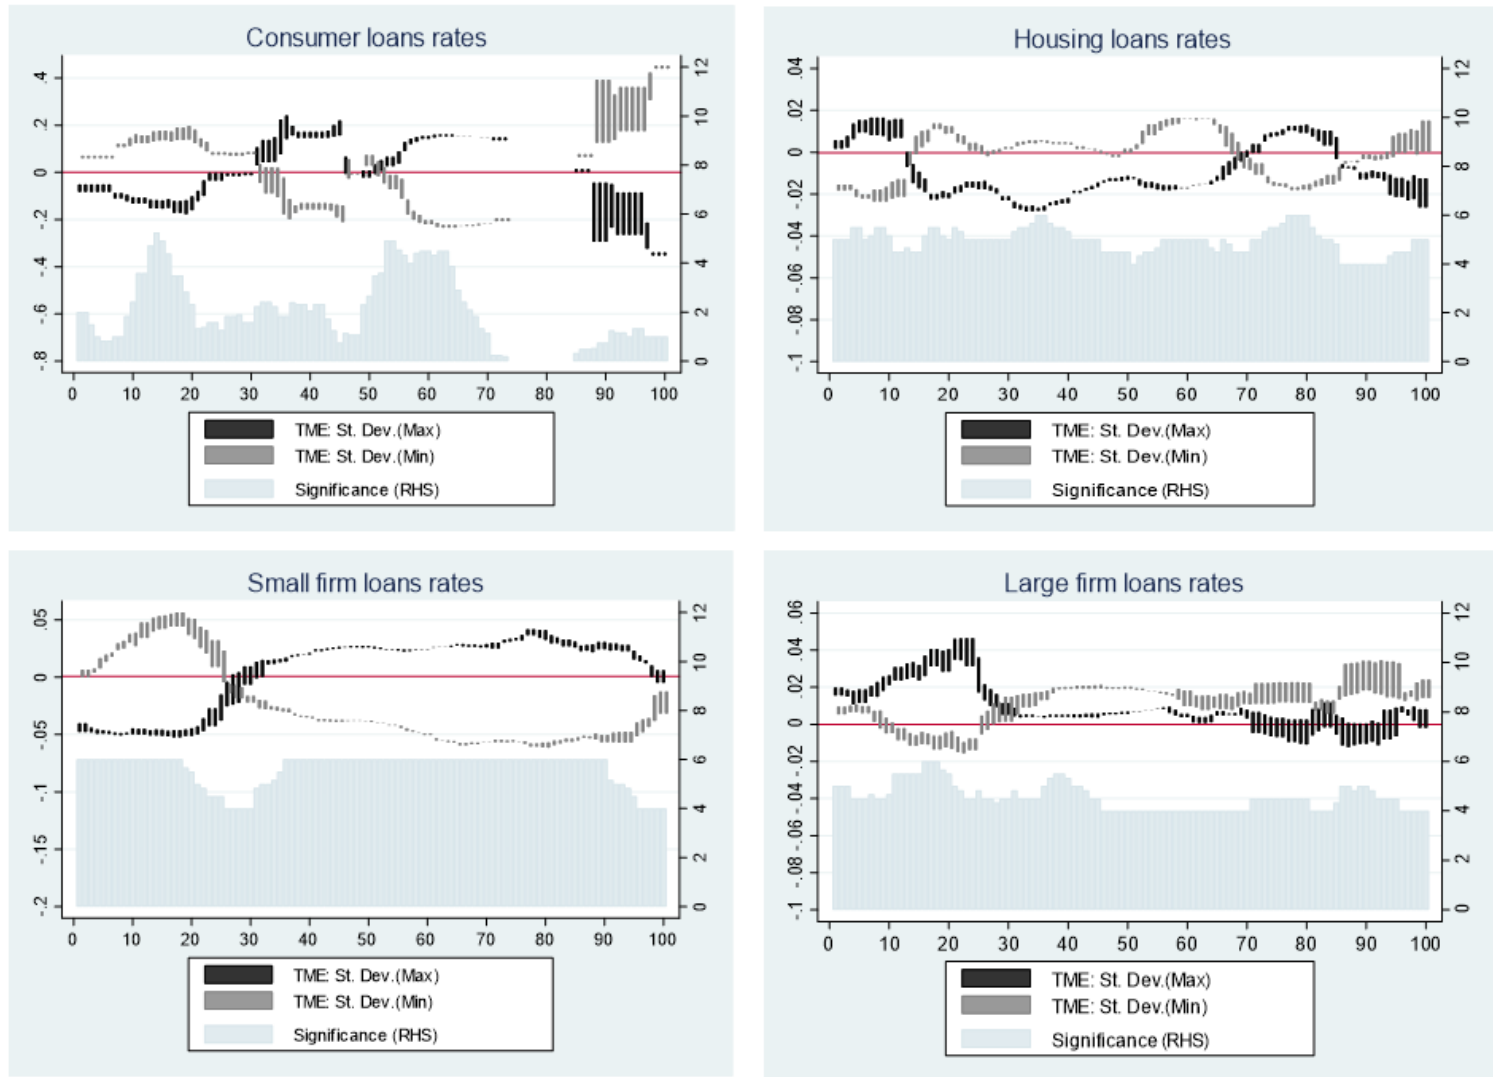 Consumer loans rates
.4
.2
0
-.2
-.4
-.6
-.8
12
10
8
6
4
2
0
0 10 20 30 40 50 60 70 80 90 100
TME: St. Dev.(Max)
TME: St. Dev.(Min)
Significance (RHS)
Housing loans rates
.04
.02
0
-.02
-.04
-.06
-.08
-.1
12
10
8
6
4
2
0
0 10 20 30 40 50 60 70 80 90 100
TME: St. Dev.(Max)
TME: St. Dev.(Min)
Significance (RHS)
Small firm loans rates
.05
0
-.05
-.1
-.15
-.2
12
10
8
6
4
2
0
0 10 20 30 40 50 60 70 80 90 100
TME: St. Dev.(Max)
TME: St. Dev.(Min)
Significance (RHS)
Large firm loans rates
.06
.04
.02
0
-.02
-.04
-.06
-.08
-.1
12
10
8
6
4
2
0
0 10 20 30 40 50 60 70 80 90 100
TME: St. Dev.(Max)
TME: St. Dev.(Min)
Significance (RHS)